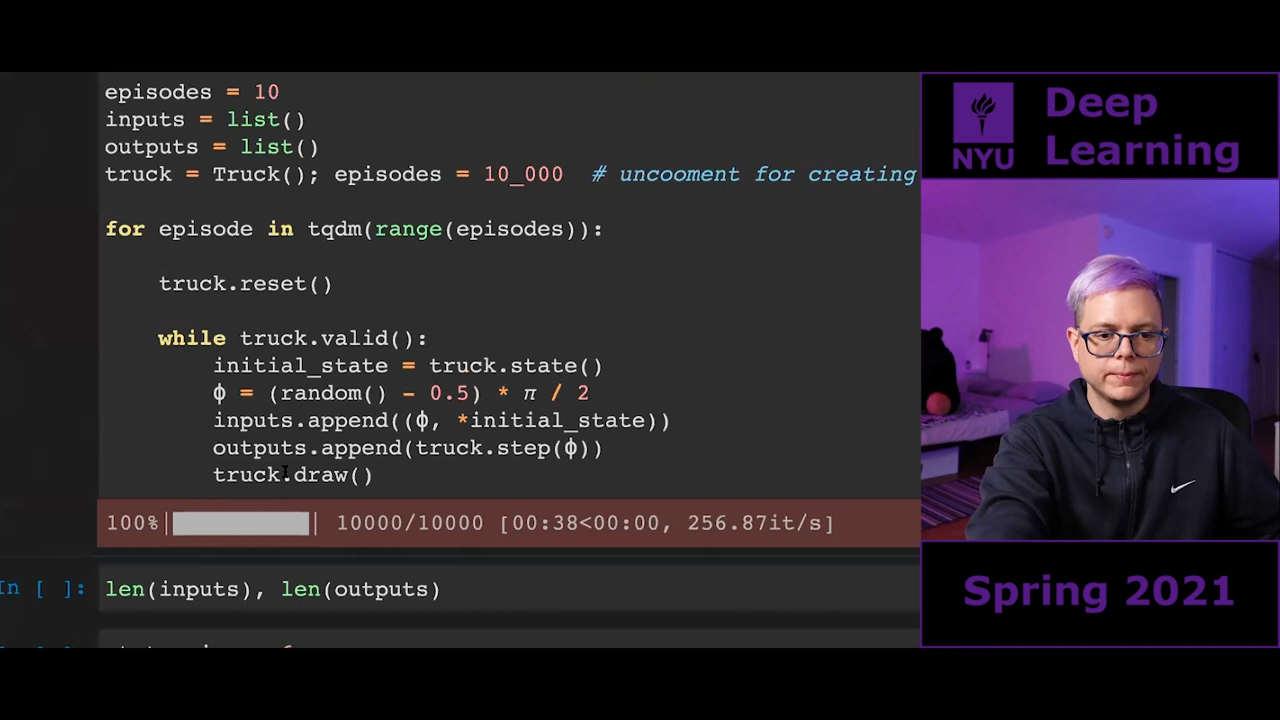 episodes = 10
inputs = list()
outputs = list()
truck = Truck(); episodes = 10_000  # uncooment for creating
for episode in tqdm(range(episodes)):
truck.reset()
while truck.valid():
initial_state = truck.state()
ϕ = (random() - 0.5) * π / 2
inputs.append((ϕ, *initial_state))
outputs.append(truck.step(ϕ))
truck.draw()
100%| | 10000/10000 [00:38<00:00, 256.87it/s]
In [ ]: len(inputs), len(outputs)
NYU
Deep
Learning
Spring 2021